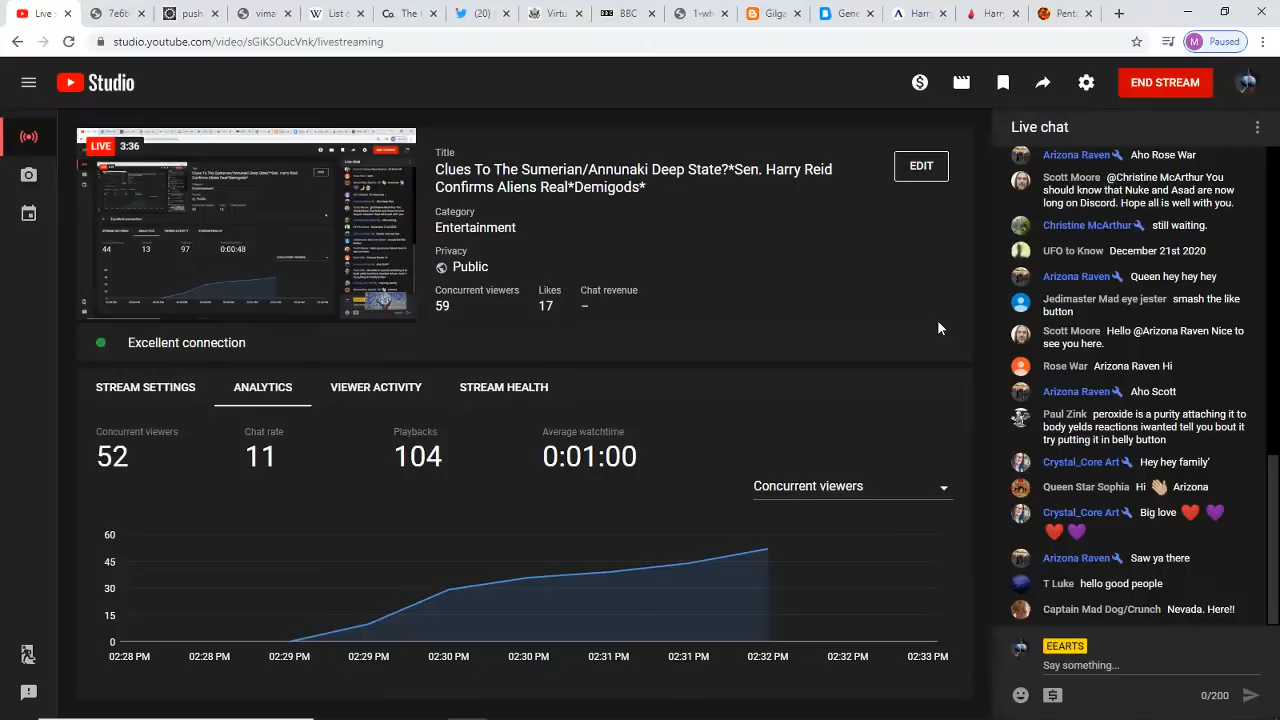 Live s
7e6f
push
vima
List o
Co. The l
(20)
Virtu
BBC
1-wh
Gilga
Gene
Harry
Harry
Penta
studio.youtube.com/video/sGiKSOucVnk/livestreaming
M Paused
Studio
END STREAM
LIVE 3:36
Title
Clues To The Sumerian/Annunaki Deep State?*Sen. Harry Reid
Confirms Aliens Real*Demigods*
EDIT
Category
Entertainment
Privacy
Public
Concurrent viewers Likes Chat revenue
59 17 –
Excellent connection
STREAM SETTINGS ANALYTICS VIEWER ACTIVITY STREAM HEALTH
Concurrent viewers Chat rate Playbacks Average watchtime
52 11 104 0:01:00
Concurrent viewers
60
45
30
15
0
02:28 PM 02:28 PM 02:29 PM 02:29 PM 02:30 PM 02:30 PM 02:31 PM 02:31 PM 02:32 PM 02:32 PM 02:33 PM
Live chat
Arizona Raven Aho Rose War
Scott Moore @Christine McArthur You
should know that Nuke and Asad are no
long on discord. Hope all is well with you.
Christine McArthur still waiting.
December 21st 2020
Arizona Raven Queen hey hey hey
mad eye jester smash the like
button
Scott Moore Hello @Arizona Raven Nice to
see you here.
Rose War Arizona Raven Hi
Arizona Raven Aho Scott
Paul Zink peroxide is a purity attaching it to
body yelds reactions iwanted tell you bout it
try putting it in belly button
Crystal_Core Art Hey hey family'
Queen Star Sophia Hi 👋🏼 Arizona
Crystal_Core Art Big love ❤️ 💜
❤️ 💜
Arizona Raven Saw ya there
T Luke hello good people
Captain Mad Dog/Crunch Nevada. Here!!
EEARTS
Say something...
0/200